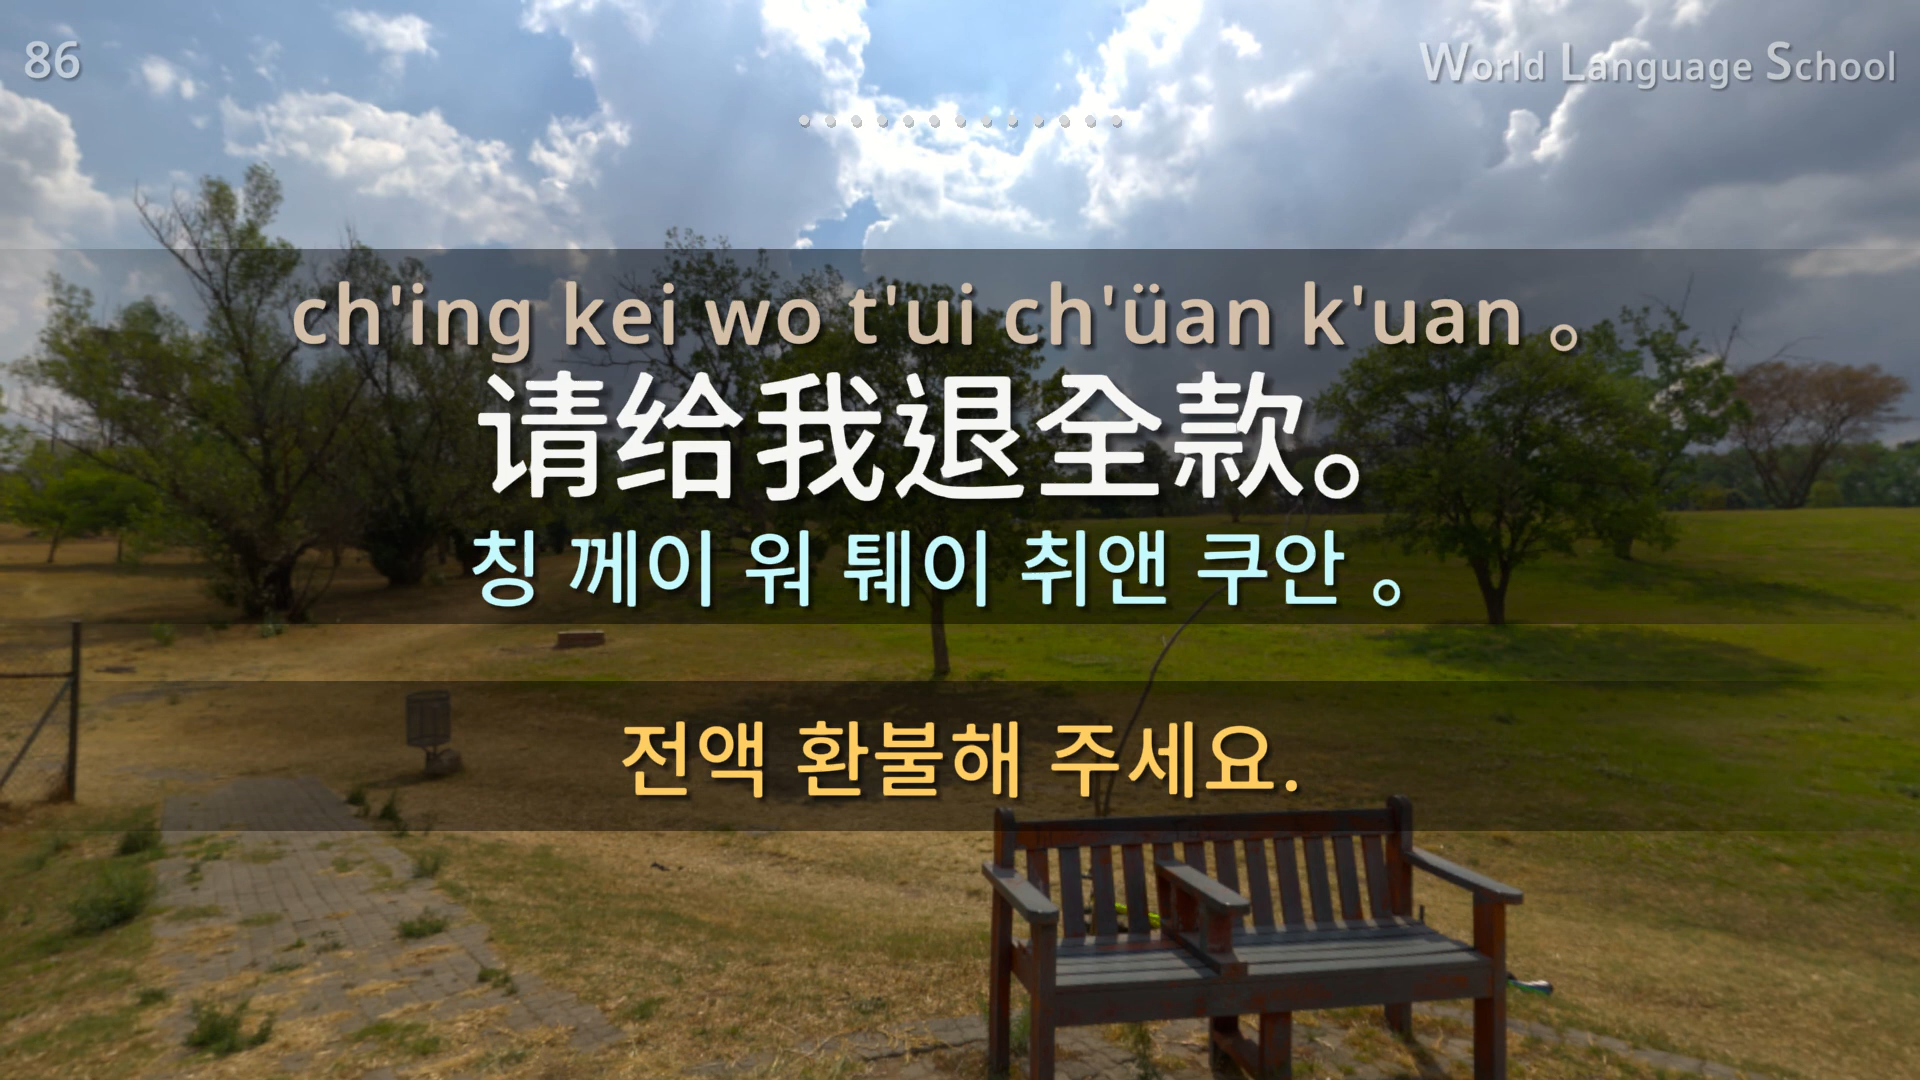 86
World Language School
ch'ing kei wo t'ui ch'üan k'uan 。
请给我退全款。
칭 께이 워 퉤이 취앤 쿠안 。
전액 환불해 주세요.